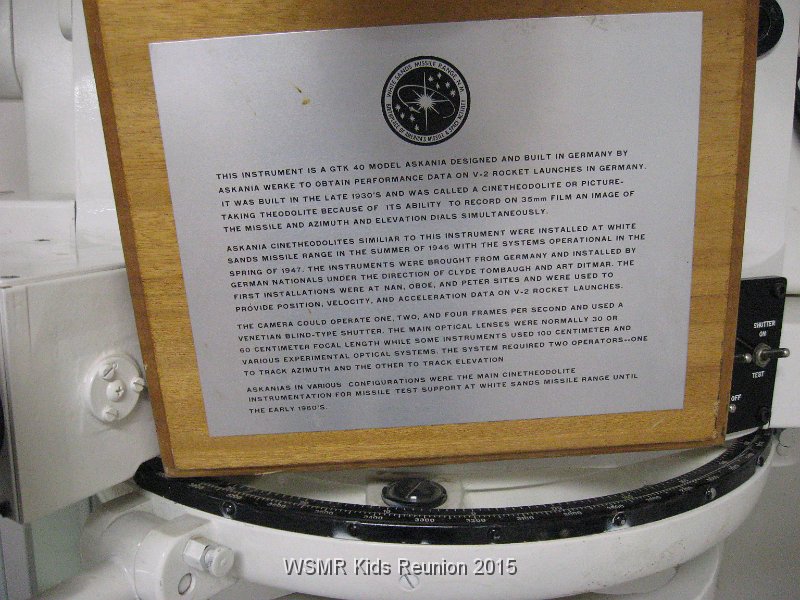 WHITE SANDS MISSILE RANGE N.M.
BIRTHPLACE OF AMERICA'S MISSILE & SPACE ACTIVITY
THIS INSTRUMENT IS A GTK 40 MODEL ASKANIA DESIGNED AND BUILT IN GERMANY BY
ASKANIA WERKE TO OBTAIN PERFORMANCE DATA ON V-2 ROCKET LAUNCHES IN GERMANY.
IT WAS BUILT IN THE LATE 1930'S AND WAS CALLED A CINETHEODOLITE OR PICTURE-
TAKING THEODOLITE BECAUSE OF ITS ABILITY TO RECORD ON 35mm FILM AN IMAGE OF
THE MISSILE AND AZIMUTH AND ELEVATION DIALS SIMULTANEOUSLY.
ASKANIA CINETHEODOLITES SIMILIAR TO THIS INSTRUMENT WERE INSTALLED AT WHITE
SANDS MISSILE RANGE IN THE SUMMER OF 1946 WITH THE SYSTEMS OPERATIONAL IN THE
SPRING OF 1947. THE INSTRUMENTS WERE BROUGHT FROM GERMANY AND INSTALLED BY
GERMAN NATIONALS UNDER THE DIRECTION OF CLYDE TOMBAUGH AND ART DITMAR. THE
FIRST INSTALLATIONS WERE AT NAN, OBOE, AND PETER SITES AND WERE USED TO
PROVIDE POSITION, VELOCITY, AND ACCELERATION DATA ON V-2 ROCKET LAUNCHES.
THE CAMERA COULD OPERATE ONE, TWO, AND FOUR FRAMES PER SECOND AND USED A
VENETIAN BLIND-TYPE SHUTTER. THE MAIN OPTICAL LENSES WERE NORMALLY 30 OR
60 CENTIMETER FOCAL LENGTH WHILE SOME INSTRUMENTS USED 100 CENTIMETER AND
VARIOUS EXPERIMENTAL OPTICAL SYSTEMS. THE SYSTEM REQUIRED TWO OPERATORS--ONE
TO TRACK AZIMUTH AND THE OTHER TO TRACK ELEVATION
ASKANIAS IN VARIOUS CONFIGURATIONS WERE THE MAIN CINETHEODOLITE
INSTRUMENTATION FOR MISSILE TEST SUPPORT AT WHITE SANDS MISSILE RANGE UNTIL
THE EARLY 1960'S.
SHUTTER
ON
TEST
OFF
WSMR Kids Reunion 2015